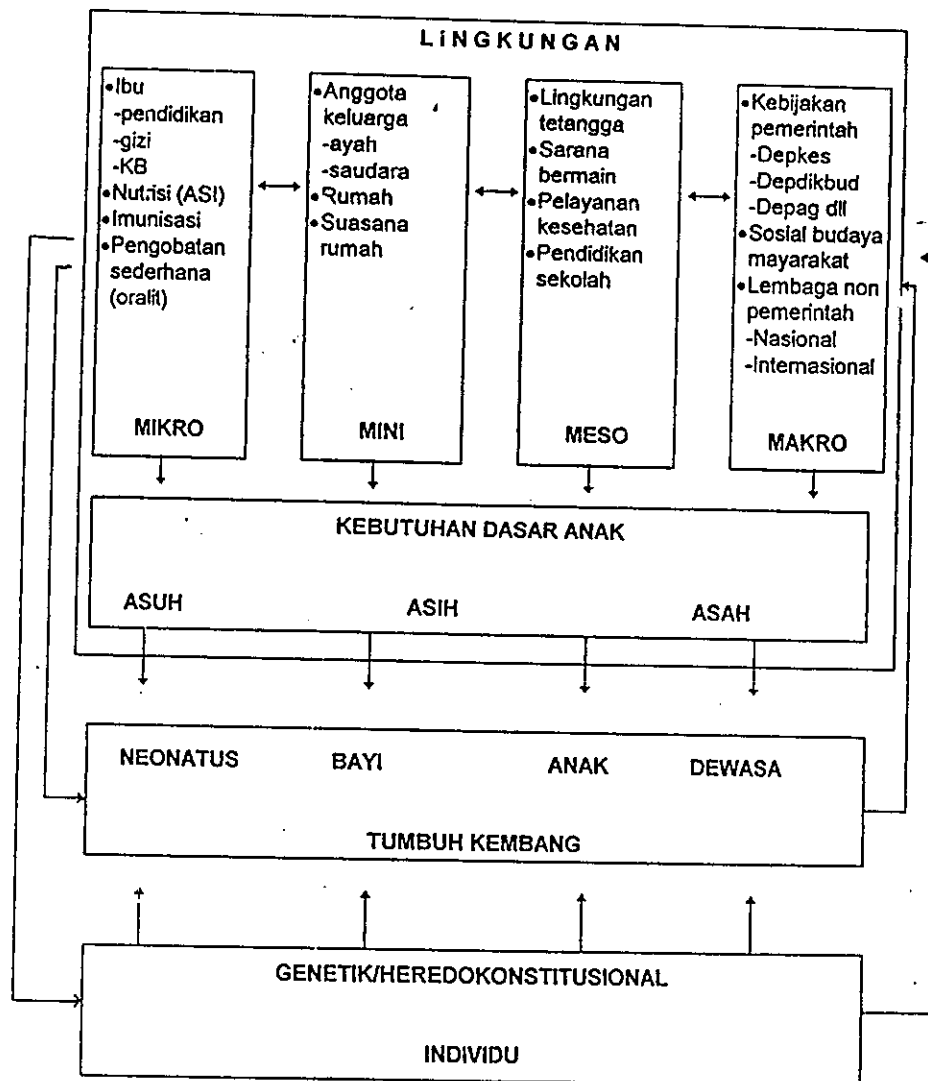 LiNGKUNGAN
•Ibu
-pendidikan
-gizi
-KB
•Nutrisi (ASI)
•Imunisasi
•Pengobatan
sederhana
(oralit)
MIKRO
•Anggota
keluarga
-ayah
-saudara
•Rumah
•Suasana
rumah
MINI
•Lingkungan
tetangga
•Sarana
bermain
•Pelayanan
kesehatan
•Pendidikan
sekolah
MESO
•Kebijakan
pemerintah
-Depkes
-Depdikbud
-Depag dll
•Sosial budaya
mayarakat
•Lembaga non
pemerintah
-Nasional
-Internasional
MAKRO
KEBUTUHAN DASAR ANAK
ASUH ASIH ASAH
NEONATUS BAYI ANAK DEWASA
TUMBUH KEMBANG
GENETIK/HEREDOKONSTITUSIONAL
INDIVIDU